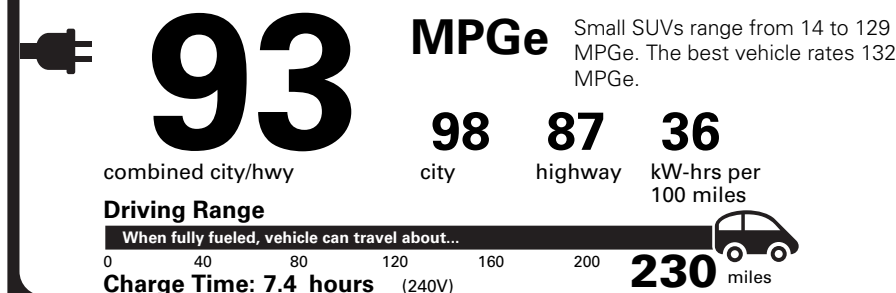 93 MPGe
Small SUVs range from 14 to 129
MPGe. The best vehicle rates 132
MPGe.
combined city/hwy
98
city
87
highway
36
kW-hrs per
100 miles
Driving Range
When fully fueled, vehicle can travel about...
0 40 80 120 160 200 230 miles
Charge Time: 7.4 hours (240V)